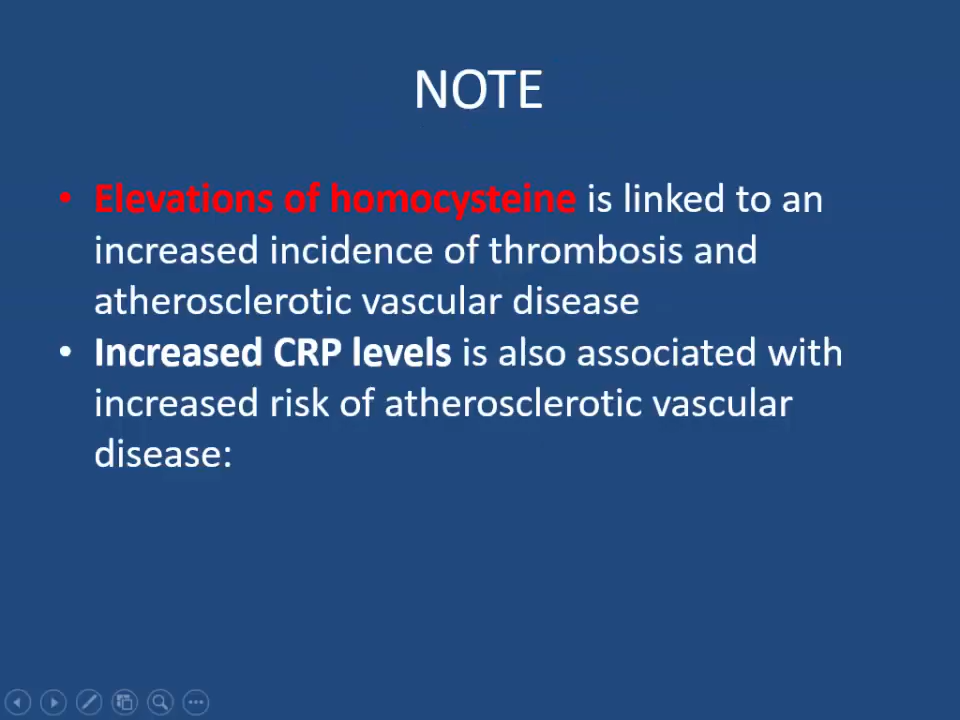 NOTE
• Elevations of homocysteine is linked to an
increased incidence of thrombosis and
atherosclerotic vascular disease
• Increased CRP levels is also associated with
increased risk of atherosclerotic vascular
disease: